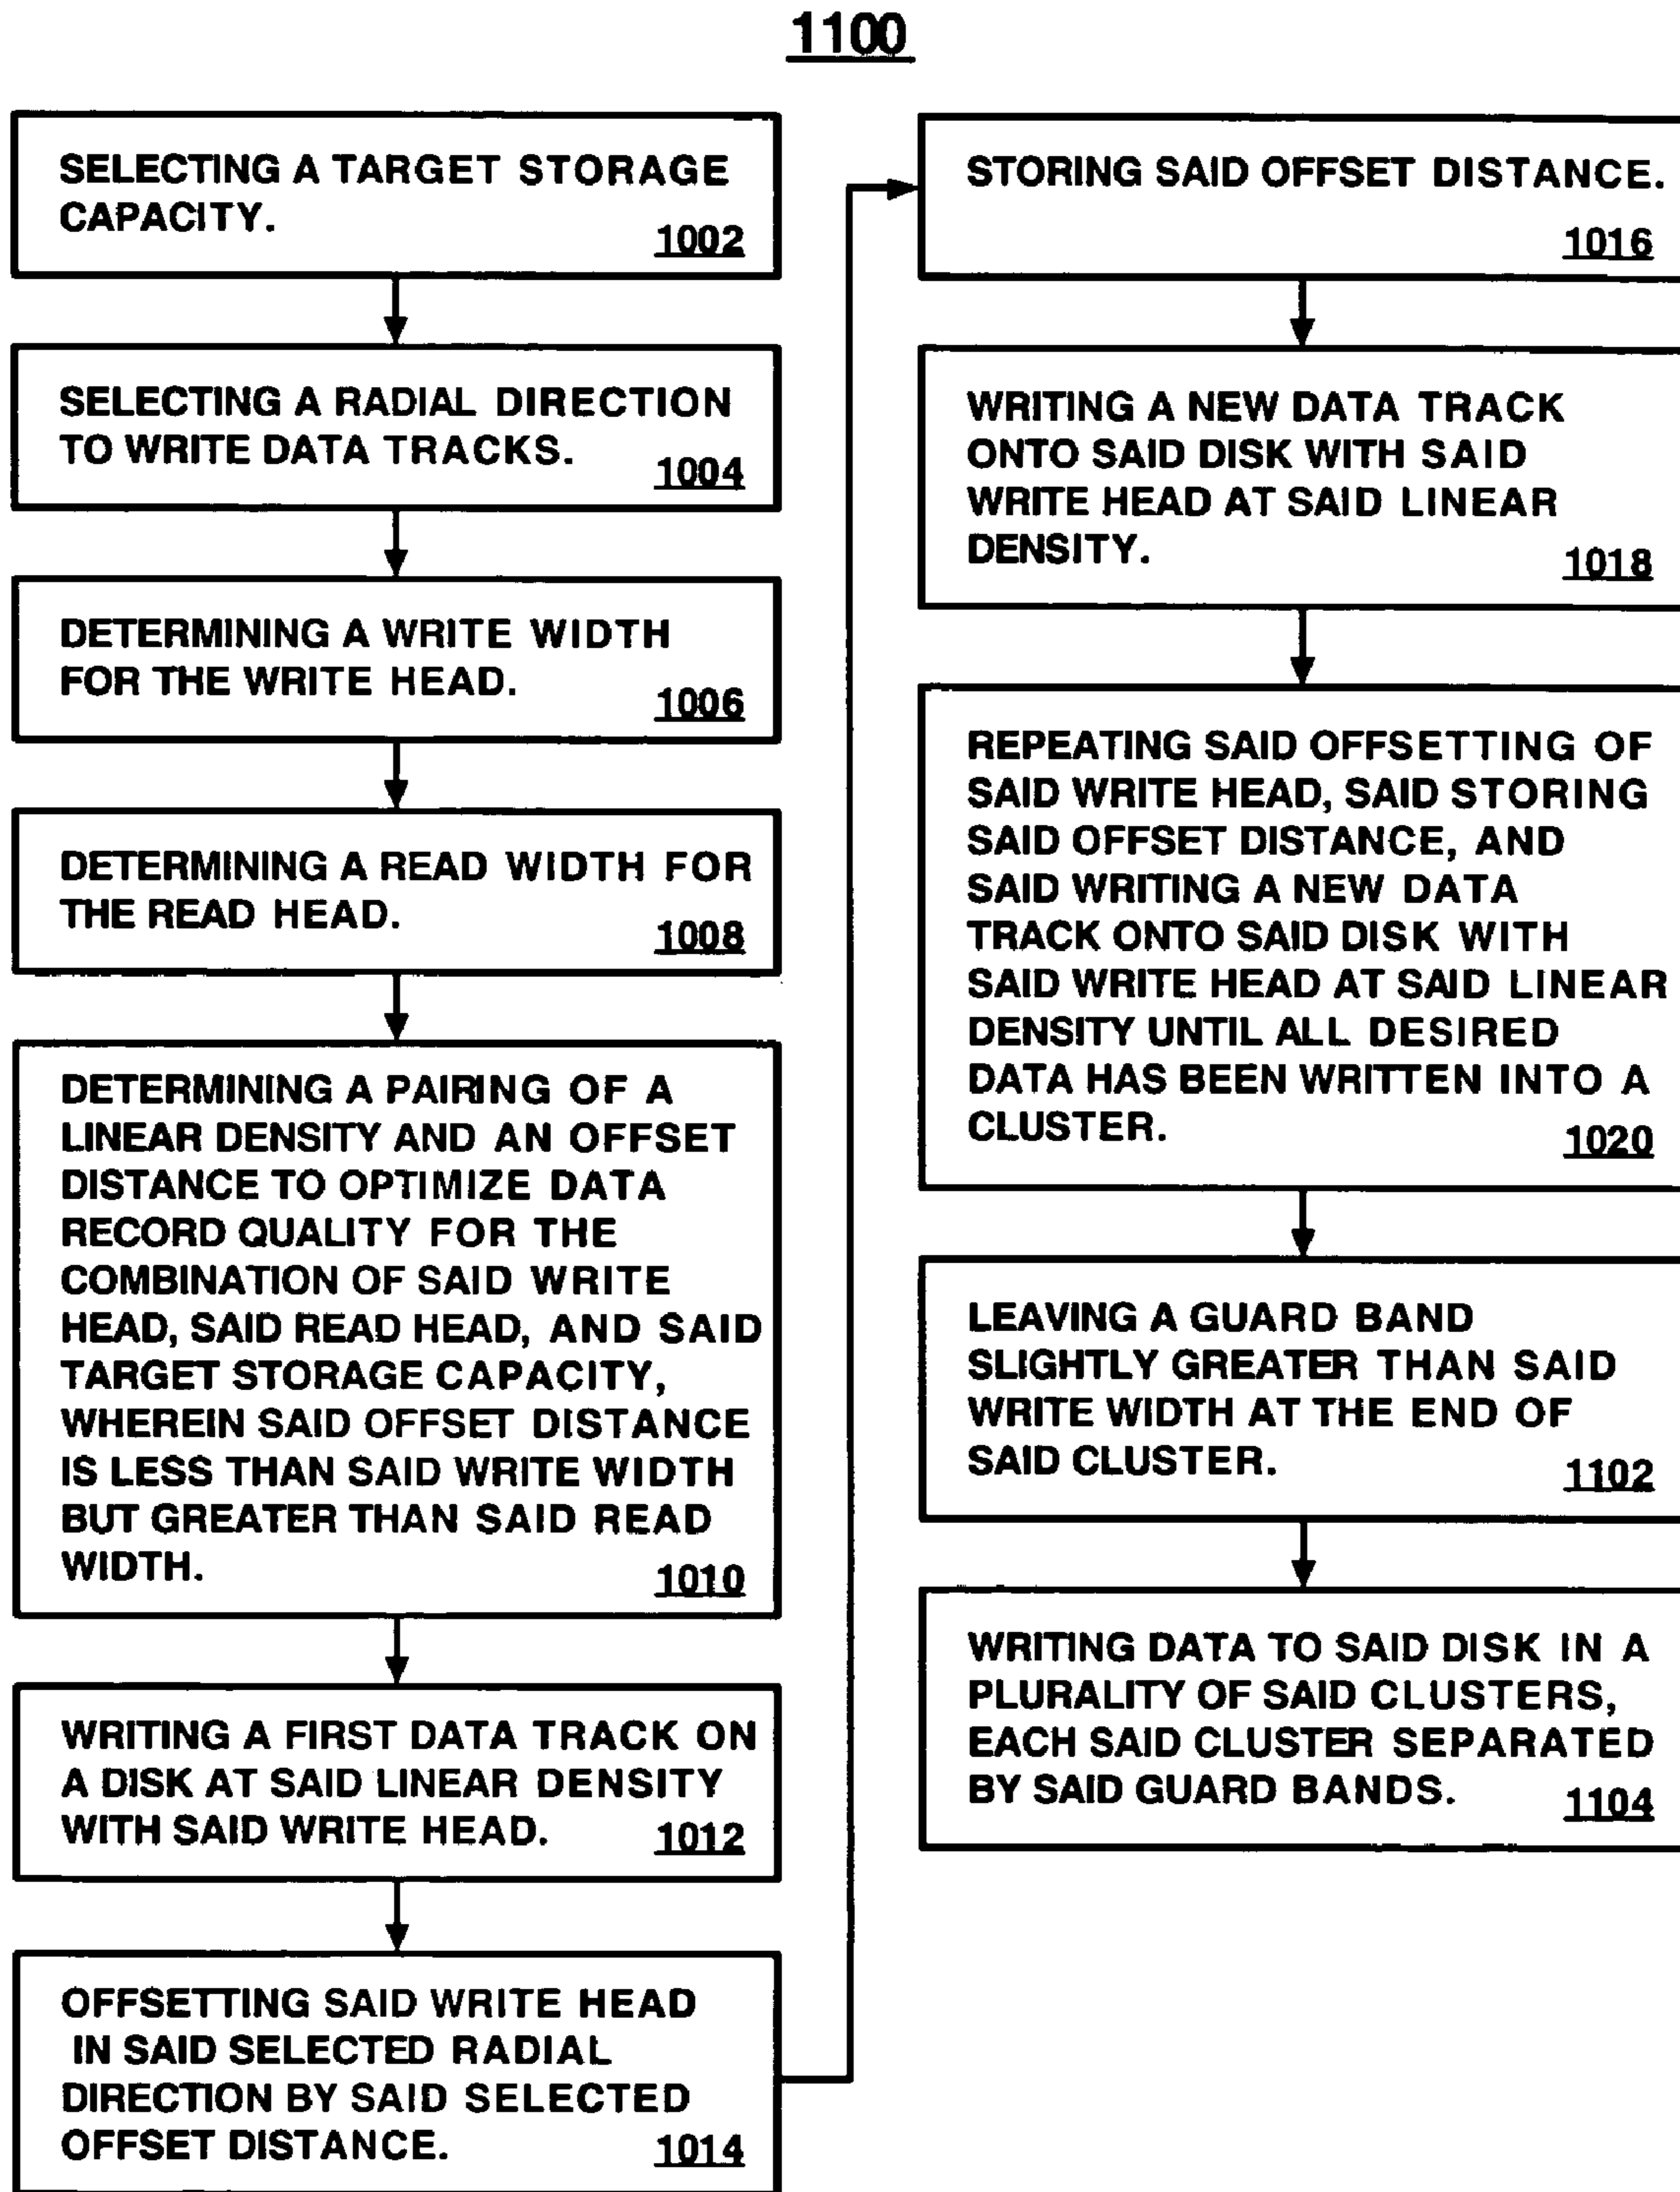 1100
SELECTING A TARGET STORAGE
CAPACITY.
1002
SELECTING A RADIAL DIRECTION
TO WRITE DATA TRACKS.
1004
DETERMINING A WRITE WIDTH
FOR THE WRITE HEAD.
1006
DETERMINING A READ WIDTH FOR
THE READ HEAD.
1008
DETERMINING A PAIRING OF A
LINEAR DENSITY AND AN OFFSET
DISTANCE TO OPTIMIZE DATA
RECORD QUALITY FOR THE
COMBINATION OF SAID WRITE
HEAD, SAID READ HEAD, AND SAID
TARGET STORAGE CAPACITY,
WHEREIN SAID OFFSET DISTANCE
IS LESS THAN SAID WRITE WIDTH
BUT GREATER THAN SAID READ
WIDTH.
1010
WRITING A FIRST DATA TRACK ON
A DISK AT SAID LINEAR DENSITY
WITH SAID WRITE HEAD.
1012
OFFSETTING SAID WRITE HEAD
IN SAID SELECTED RADIAL
DIRECTION BY SAID SELECTED
OFFSET DISTANCE.
1014
STORING SAID OFFSET DISTANCE.
1016
WRITING A NEW DATA TRACK
ONTO SAID DISK WITH SAID
WRITE HEAD AT SAID LINEAR
DENSITY.
1018
REPEATING SAID OFFSETTING OF
SAID WRITE HEAD, SAID STORING
SAID OFFSET DISTANCE, AND
SAID WRITING A NEW DATA
TRACK ONTO SAID DISK WITH
SAID WRITE HEAD AT SAID LINEAR
DENSITY UNTIL ALL DESIRED
DATA HAS BEEN WRITTEN INTO A
CLUSTER.
1020
LEAVING A GUARD BAND
SLIGHTLY GREATER THAN SAID
WRITE WIDTH AT THE END OF
SAID CLUSTER.
1102
WRITING DATA TO SAID DISK IN A
PLURALITY OF SAID CLUSTERS,
EACH SAID CLUSTER SEPARATED
BY SAID GUARD BANDS.
1104